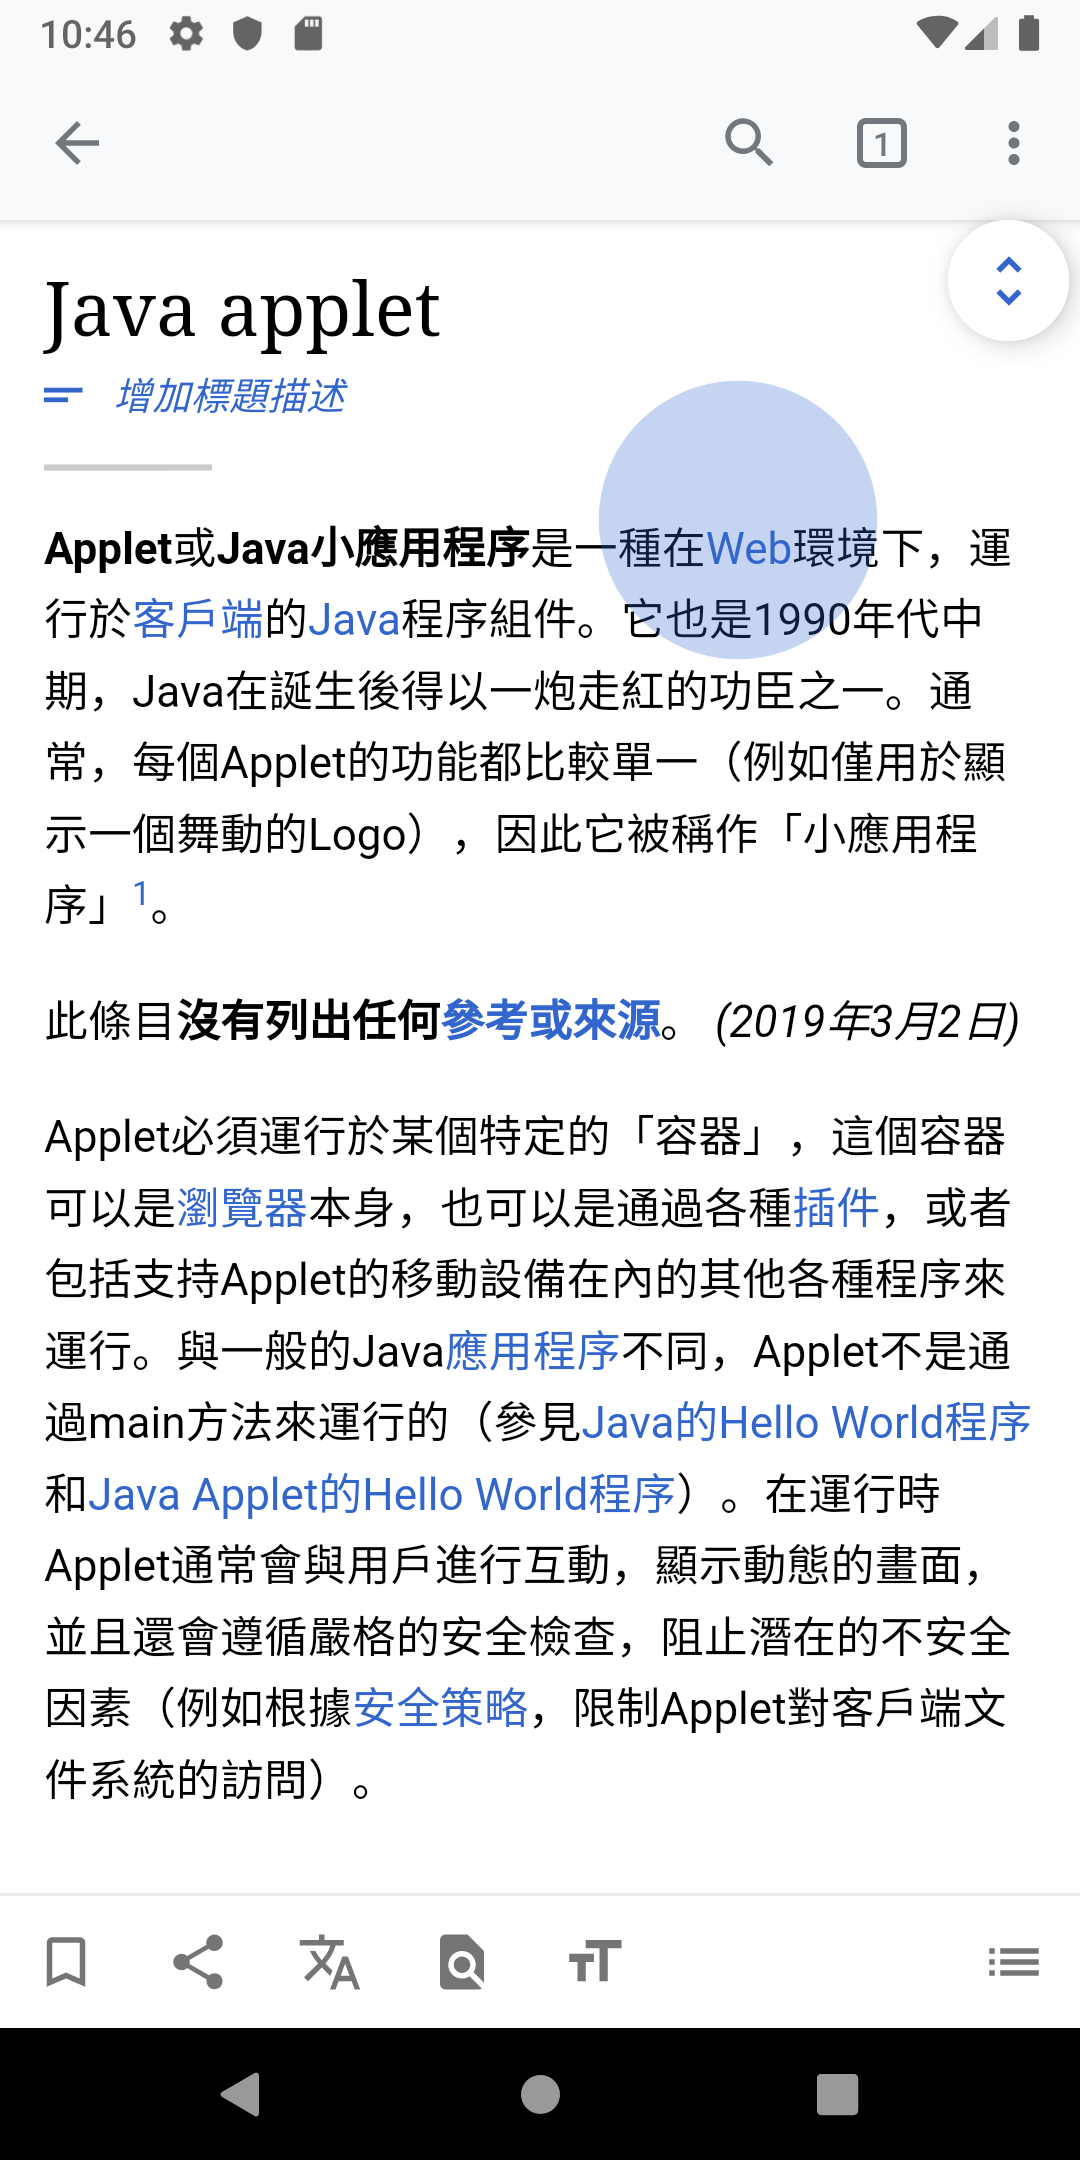 10:46
1
Java applet
增加標題描述
Applet或Java小應用程序是一種在Web環境下，運
行於客戶端的Java程序組件。它也是1990年代中
期，Java在誕生後得以一炮走紅的功臣之一。通
常，每個Applet的功能都比較單一（例如僅用於顯
示一個舞動的Logo），因此它被稱作「小應用程
序」1。
此條目沒有列出任何參考或來源。 (2019年3月2日)
Applet必須運行於某個特定的「容器」，這個容器
可以是瀏覽器本身，也可以是通過各種插件，或者
包括支持Applet的移動設備在內的其他各種程序來
運行。與一般的Java應用程序不同，Applet不是通
過main方法來運行的（參見Java的Hello World程序
和Java Applet的Hello World程序）。在運行時
Applet通常會與用戶進行互動，顯示動態的畫面，
並且還會遵循嚴格的安全檢查，阻止潛在的不安全
因素（例如根據安全策略，限制Applet對客戶端文
件系統的訪問）。